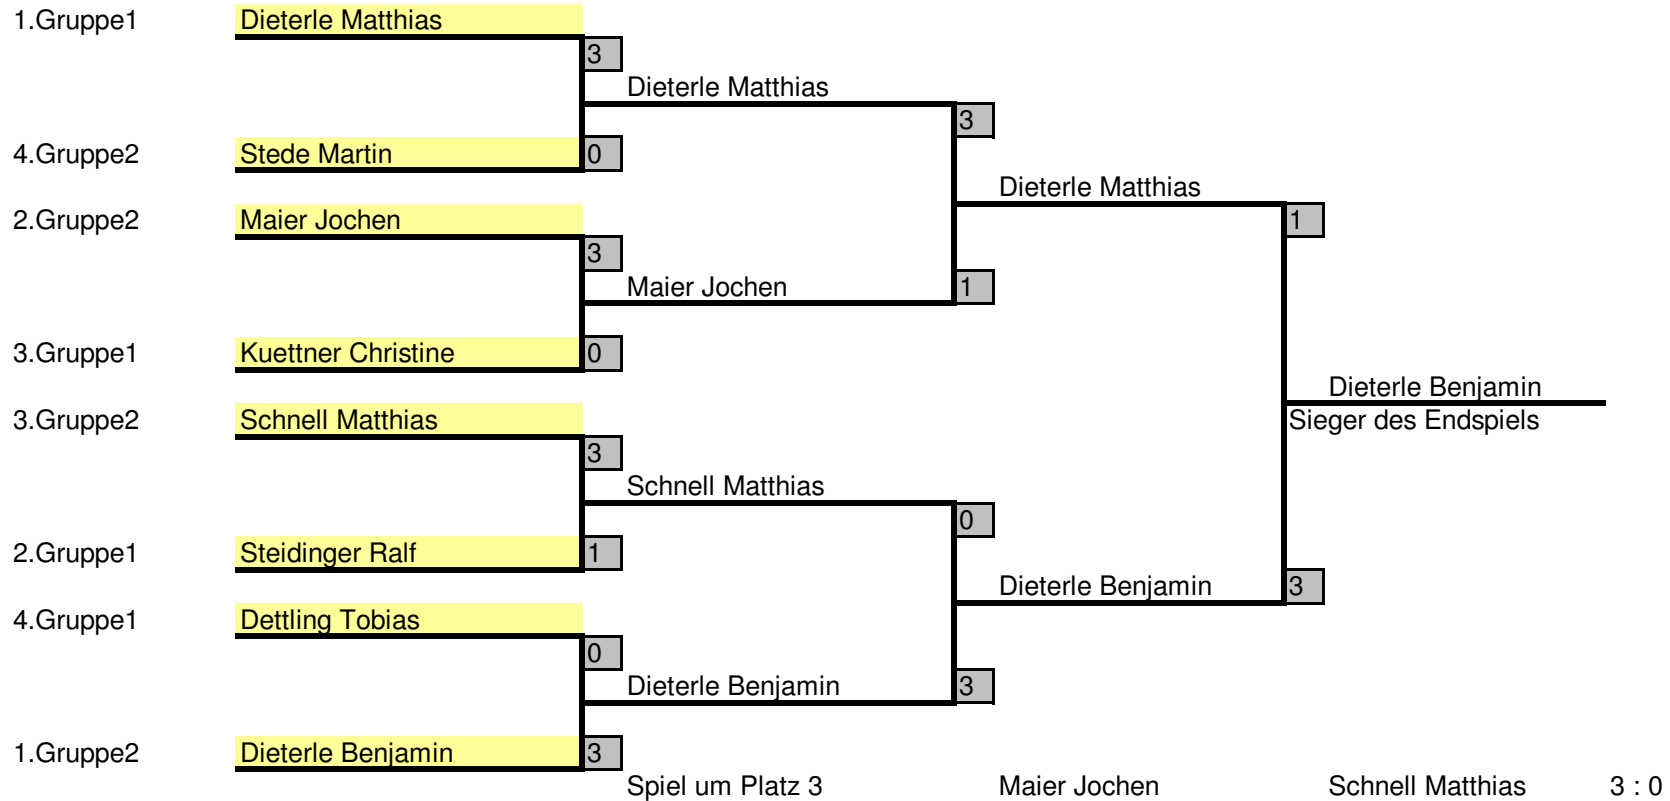 1.Gruppe1 Dieterle Matthias
3
Dieterle Matthias
3
4.Gruppe2 Stede Martin 0
Dieterle Matthias
2.Gruppe2 Maier Jochen 1
3
Maier Jochen 1
3.Gruppe1 Kuettner Christine 0
Dieterle Benjamin
3.Gruppe2 Schnell Matthias Sieger des Endspiels
3
Schnell Matthias
0
2.Gruppe1 Steidinger Ralf 1
Dieterle Benjamin 3
4.Gruppe1 Dettling Tobias
0
Dieterle Benjamin 3
1.Gruppe2 Dieterle Benjamin 3
Spiel um Platz 3 Maier Jochen Schnell Matthias 3 : 0